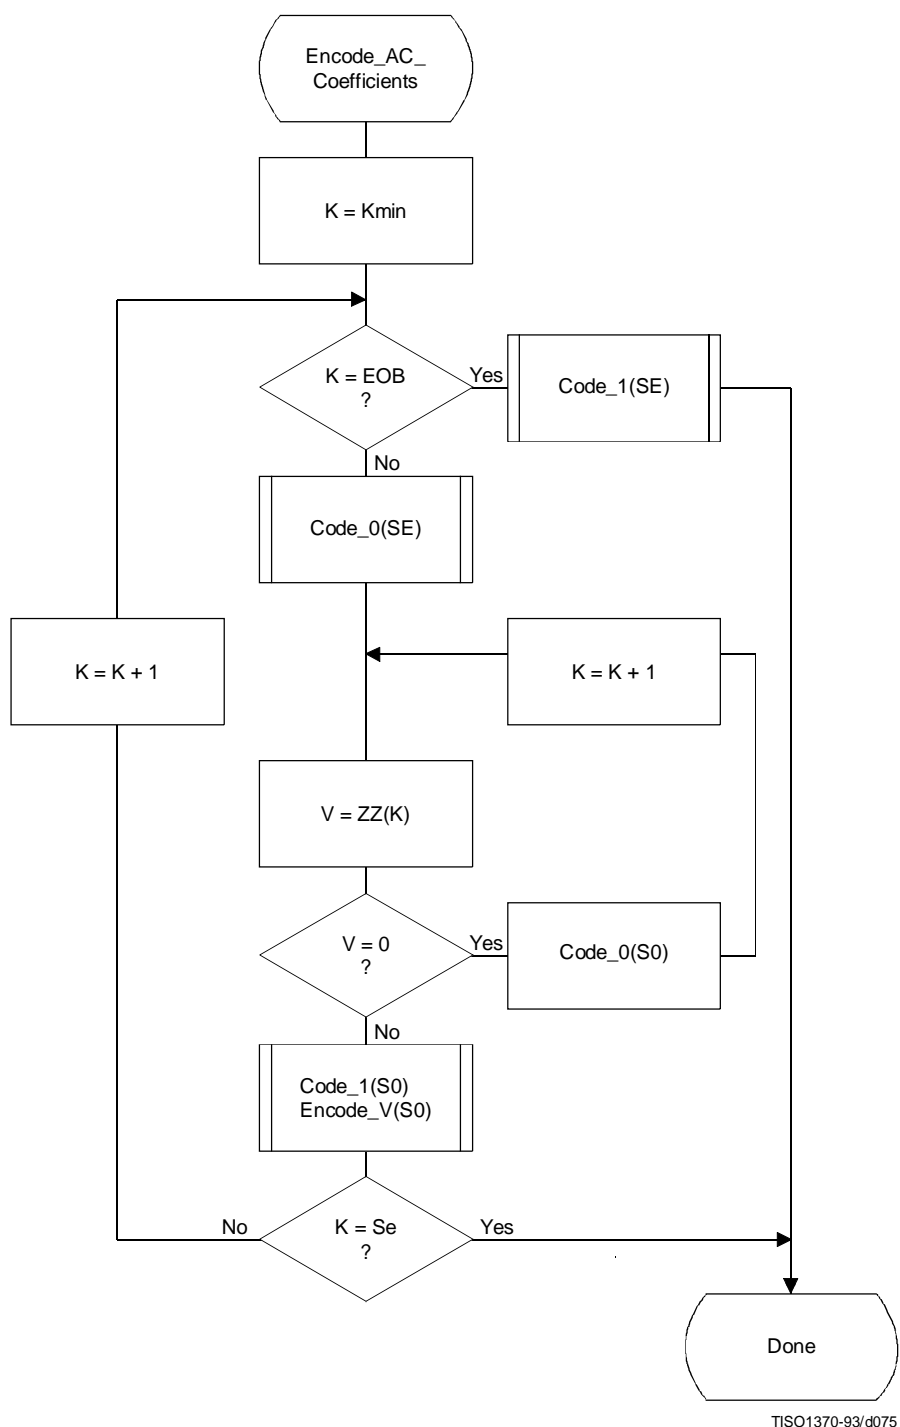 Encode_AC_
Coefficients
K = Kmin
K = EOB
?
Yes
Code_1(SE)
No
Code_0(SE)
K = K + 1
K = K + 1
V = ZZ(K)
V = 0
?
Yes
Code_0(S0)
No
Code_1(S0)
Encode_V(S0)
No
K = Se
?
Yes
Done
TISO1370-93/d075